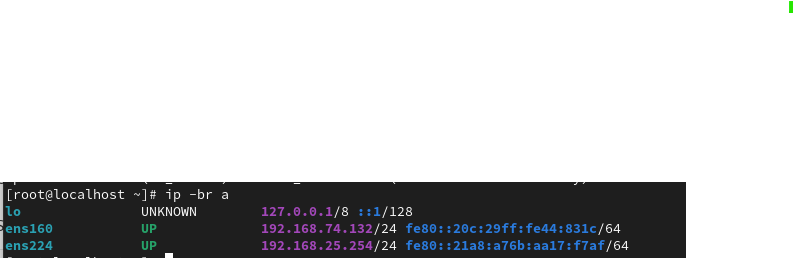 [root@localhost ~]# ip -br a
lo UNKNOWN 127.0.0.1/8 ::1/128
ens160 UP 192.168.74.132/24 fe80::20c:29ff:fe44:831c/64
ens224 UP 192.168.25.254/24 fe80::21a8:a76b:aa17:f7af/64